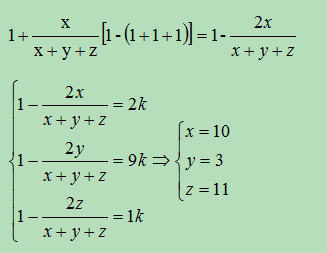 1+ x/(x+y+z) [1-(1+1+1)] = 1- 2x/(x+y+z)
{ 1- 2x/(x+y+z) = 2k
1- 2y/(x+y+z) = 9k ⇒ { x=10
y=3
z=11
1- 2z/(x+y+z) = 1k